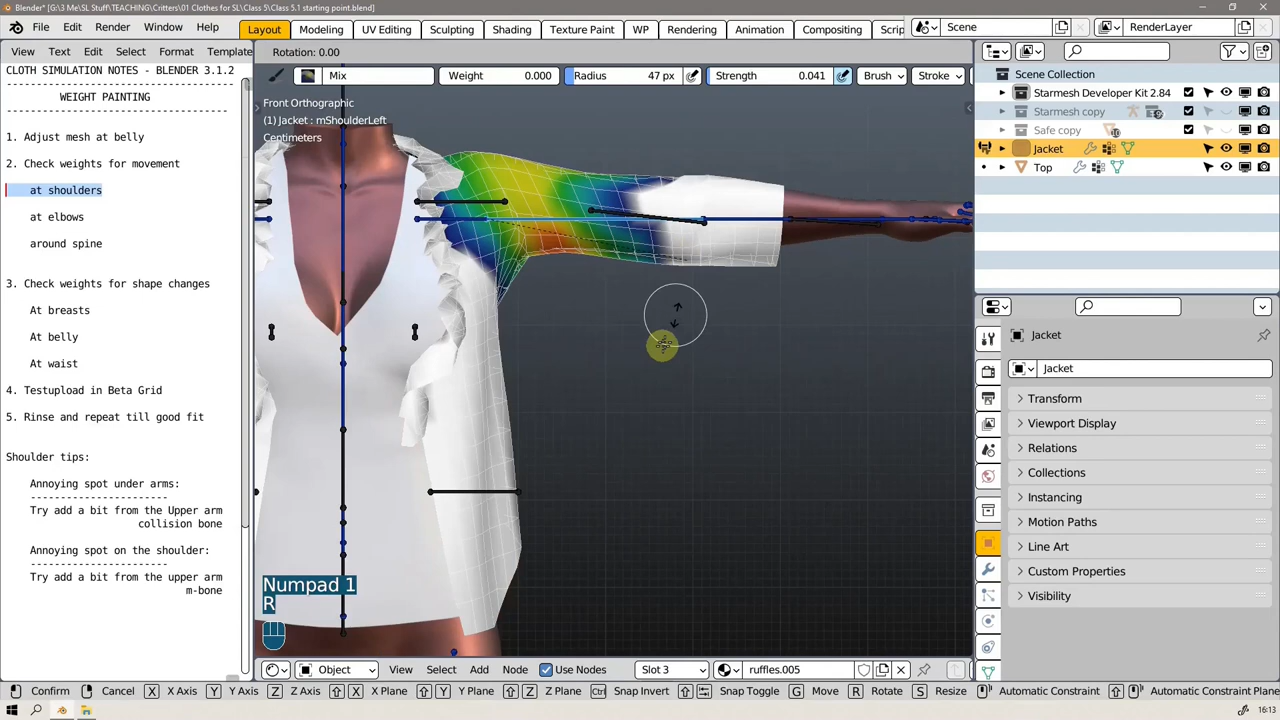 Blender* [G:\3 Me\SL Stuff\TEACHING\Critters\01 Clothes for SL\Class 5\Class 5.1 starting point.blend]
File Edit Render Window Help Layout Modeling UV Editing Sculpting Shading Texture Paint WP Rendering Animation Compositing Scrip Scene RenderLayer
View Text Edit Select Format Template Rotation: 0.00
CLOTH SIMULATION NOTES - BLENDER 3.1.2
WEIGHT PAINTING
1. Adjust mesh at belly
2. Check weights for movement
at shoulders
at elbows
around spine
3. Check weights for shape changes
At breasts
At belly
At waist
4. Testupload in Beta Grid
5. Rinse and repeat till good fit
Shoulder tips:
Annoying spot under arms:
Try add a bit from the Upper arm
collision bone
Annoying spot on the shoulder:
Try add a bit from the upper arm
m-bone
Mix Weight 0.000 Radius 47 px Strength 0.041 Brush Stroke
Front Orthographic
(1) Jacket : mShoulderLeft
Centimeters
Numpad 1
R
Object View Select Add Node Use Nodes Slot 3 ruffles.005
Scene Collection
Starmesh Developer Kit 2.84
Starmesh copy 19
Safe copy 10
Jacket
Top
Jacket
Jacket
Transform
Viewport Display
Relations
Collections
Instancing
Motion Paths
Line Art
Custom Properties
Visibility
Confirm Cancel X X Axis Y Y Axis Z Z Axis X X Plane Y Y Plane Z Z Plane Ctrl Snap Invert Snap Toggle G Move R Rotate S Resize Automatic Constraint Automatic Constraint Plane
16:13